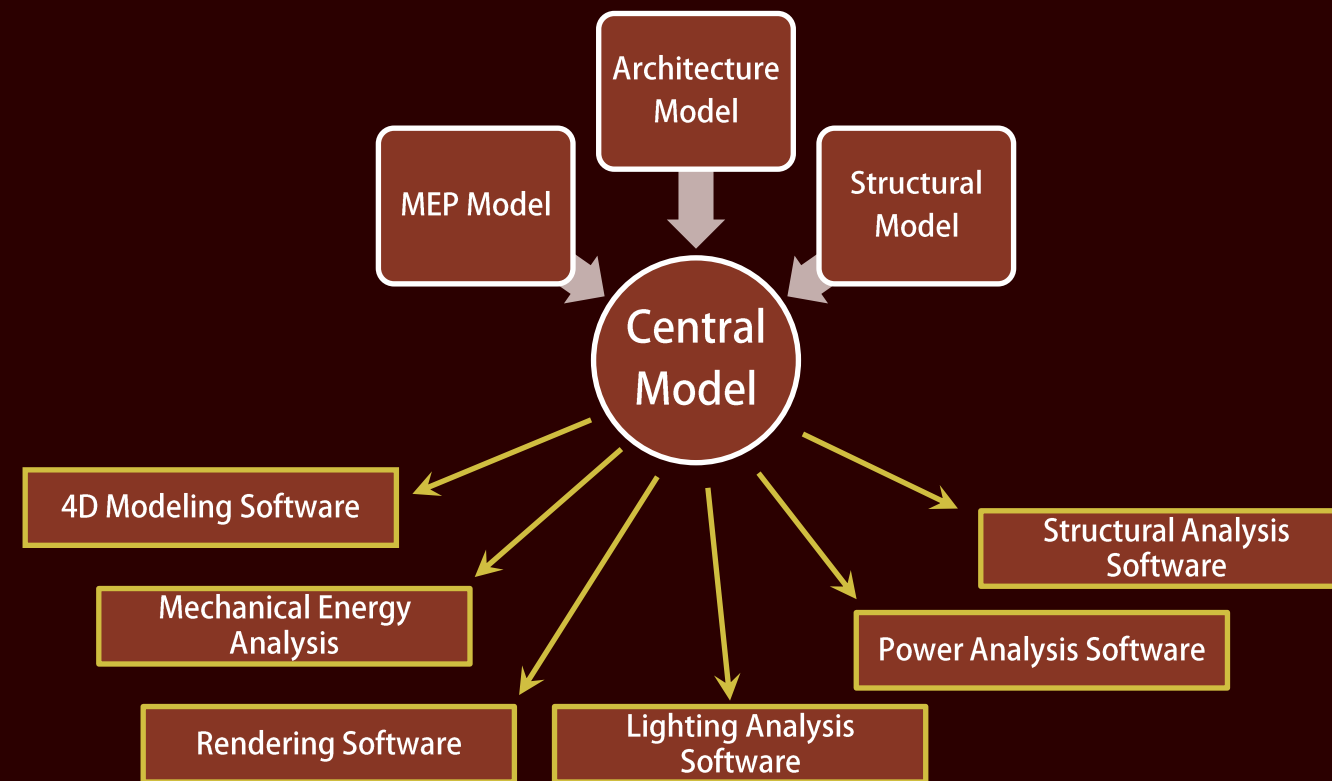 Architecture
Model
MEP Model
Structural
Model
Central
Model
4D Modeling Software
Structural Analysis
Software
Mechanical Energy
Analysis
Power Analysis Software
Rendering Software
Lighting Analysis
Software